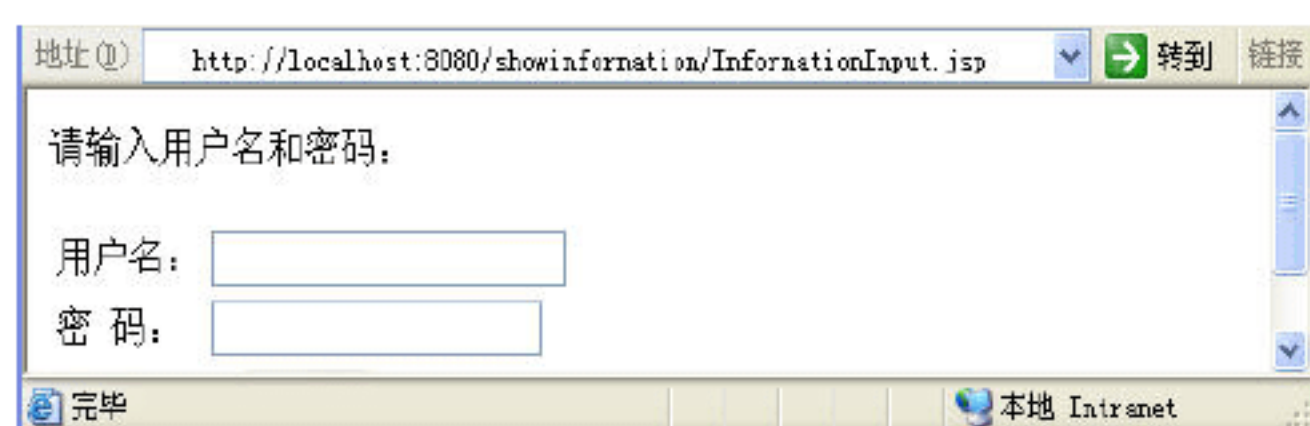 地址(D) http://localhost:8080/showinfornation/InfornationInput.jsp 转到 链接
请输入用户名和密码：
用户名：
密 码：
完毕 本地 Intranet